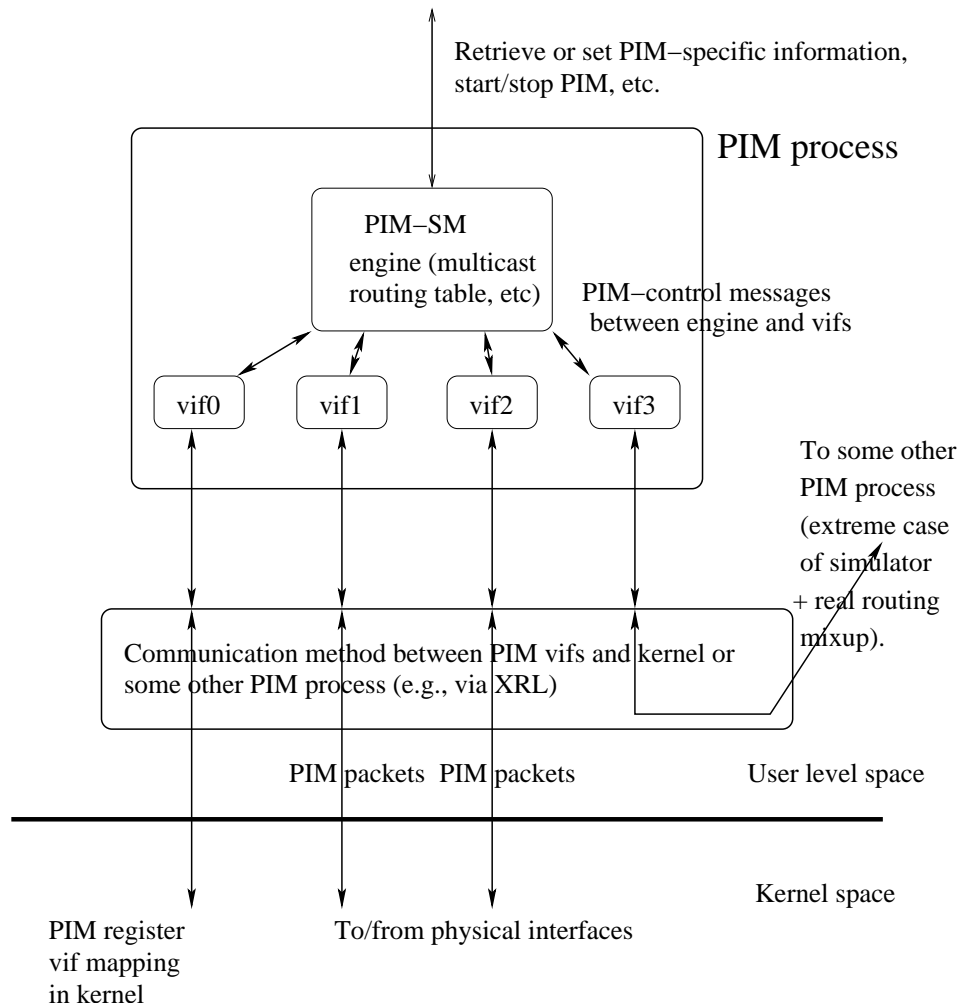 Retrieve or set PIM−specific information,
start/stop PIM, etc.
PIM process
PIM−SM
engine (multicast
routing table, etc)
PIM−control messages
between engine and vifs
vif0
vif1
vif2
vif3
To some other
PIM process
(extreme case
of simulator
+ real routing
mixup).
Communication method between PIM vifs and kernel or
some other PIM process (e.g., via XRL)
PIM packets
PIM packets
User level space
Kernel space
PIM register
vif mapping
in kernel
To/from physical interfaces